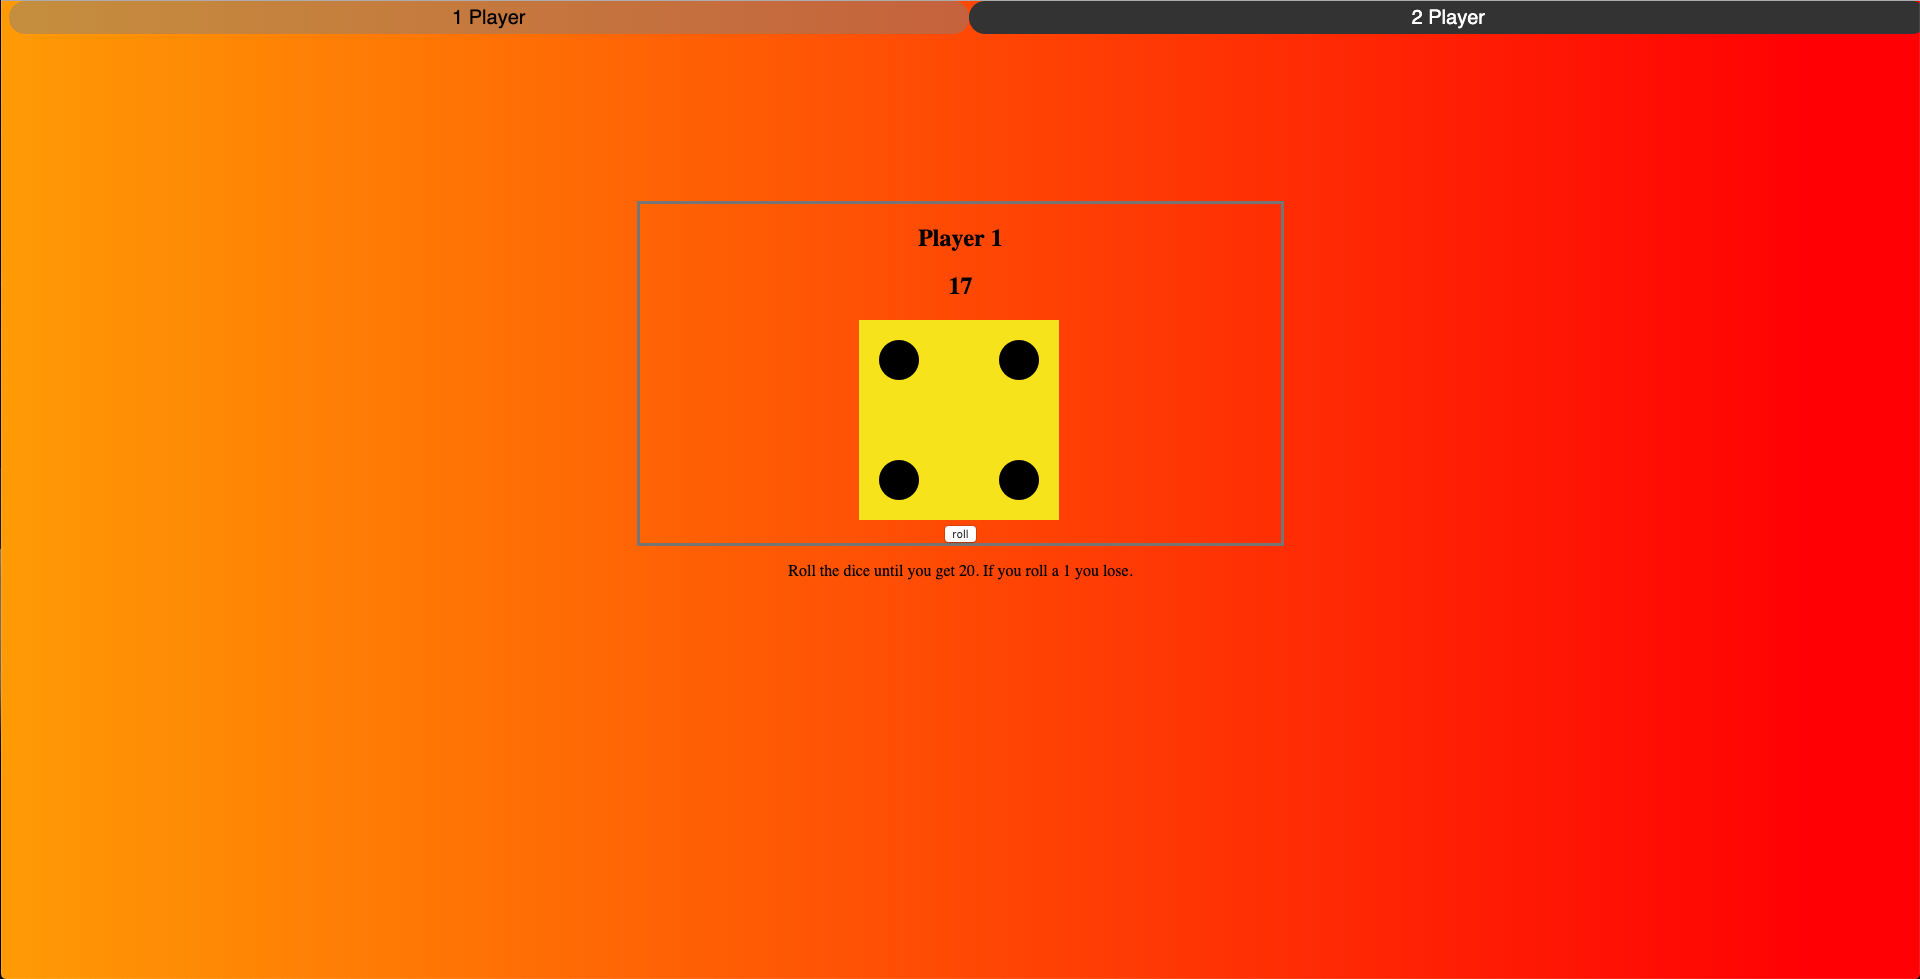 1 Player
2 Player
Player 1
17
roll
Roll the dice until you get 20. If you roll a 1 you lose.